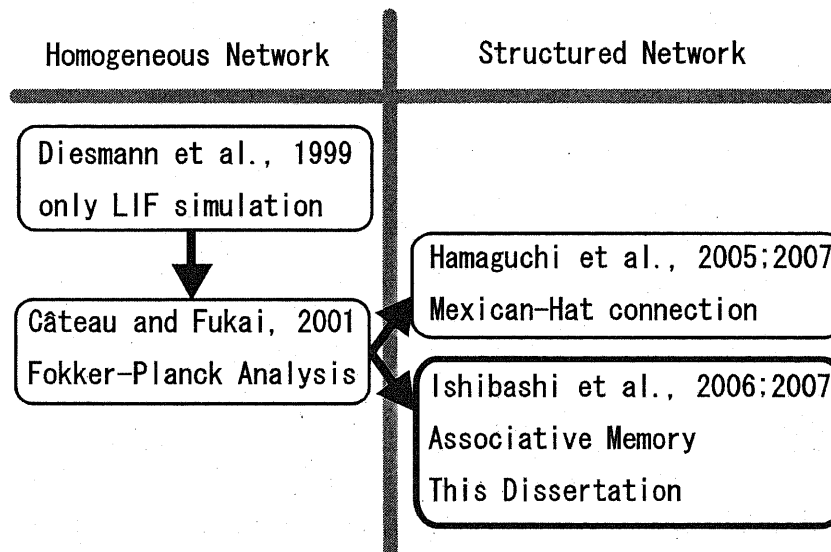 Homogeneous Network
Structured Network
Diesmann et al., 1999
only LIF simulation
Câteau and Fukai, 2001
Fokker-Planck Analysis
Hamaguchi et al., 2005;2007
Mexican-Hat connection
Ishibashi et al., 2006;2007
Associative Memory
This Dissertation